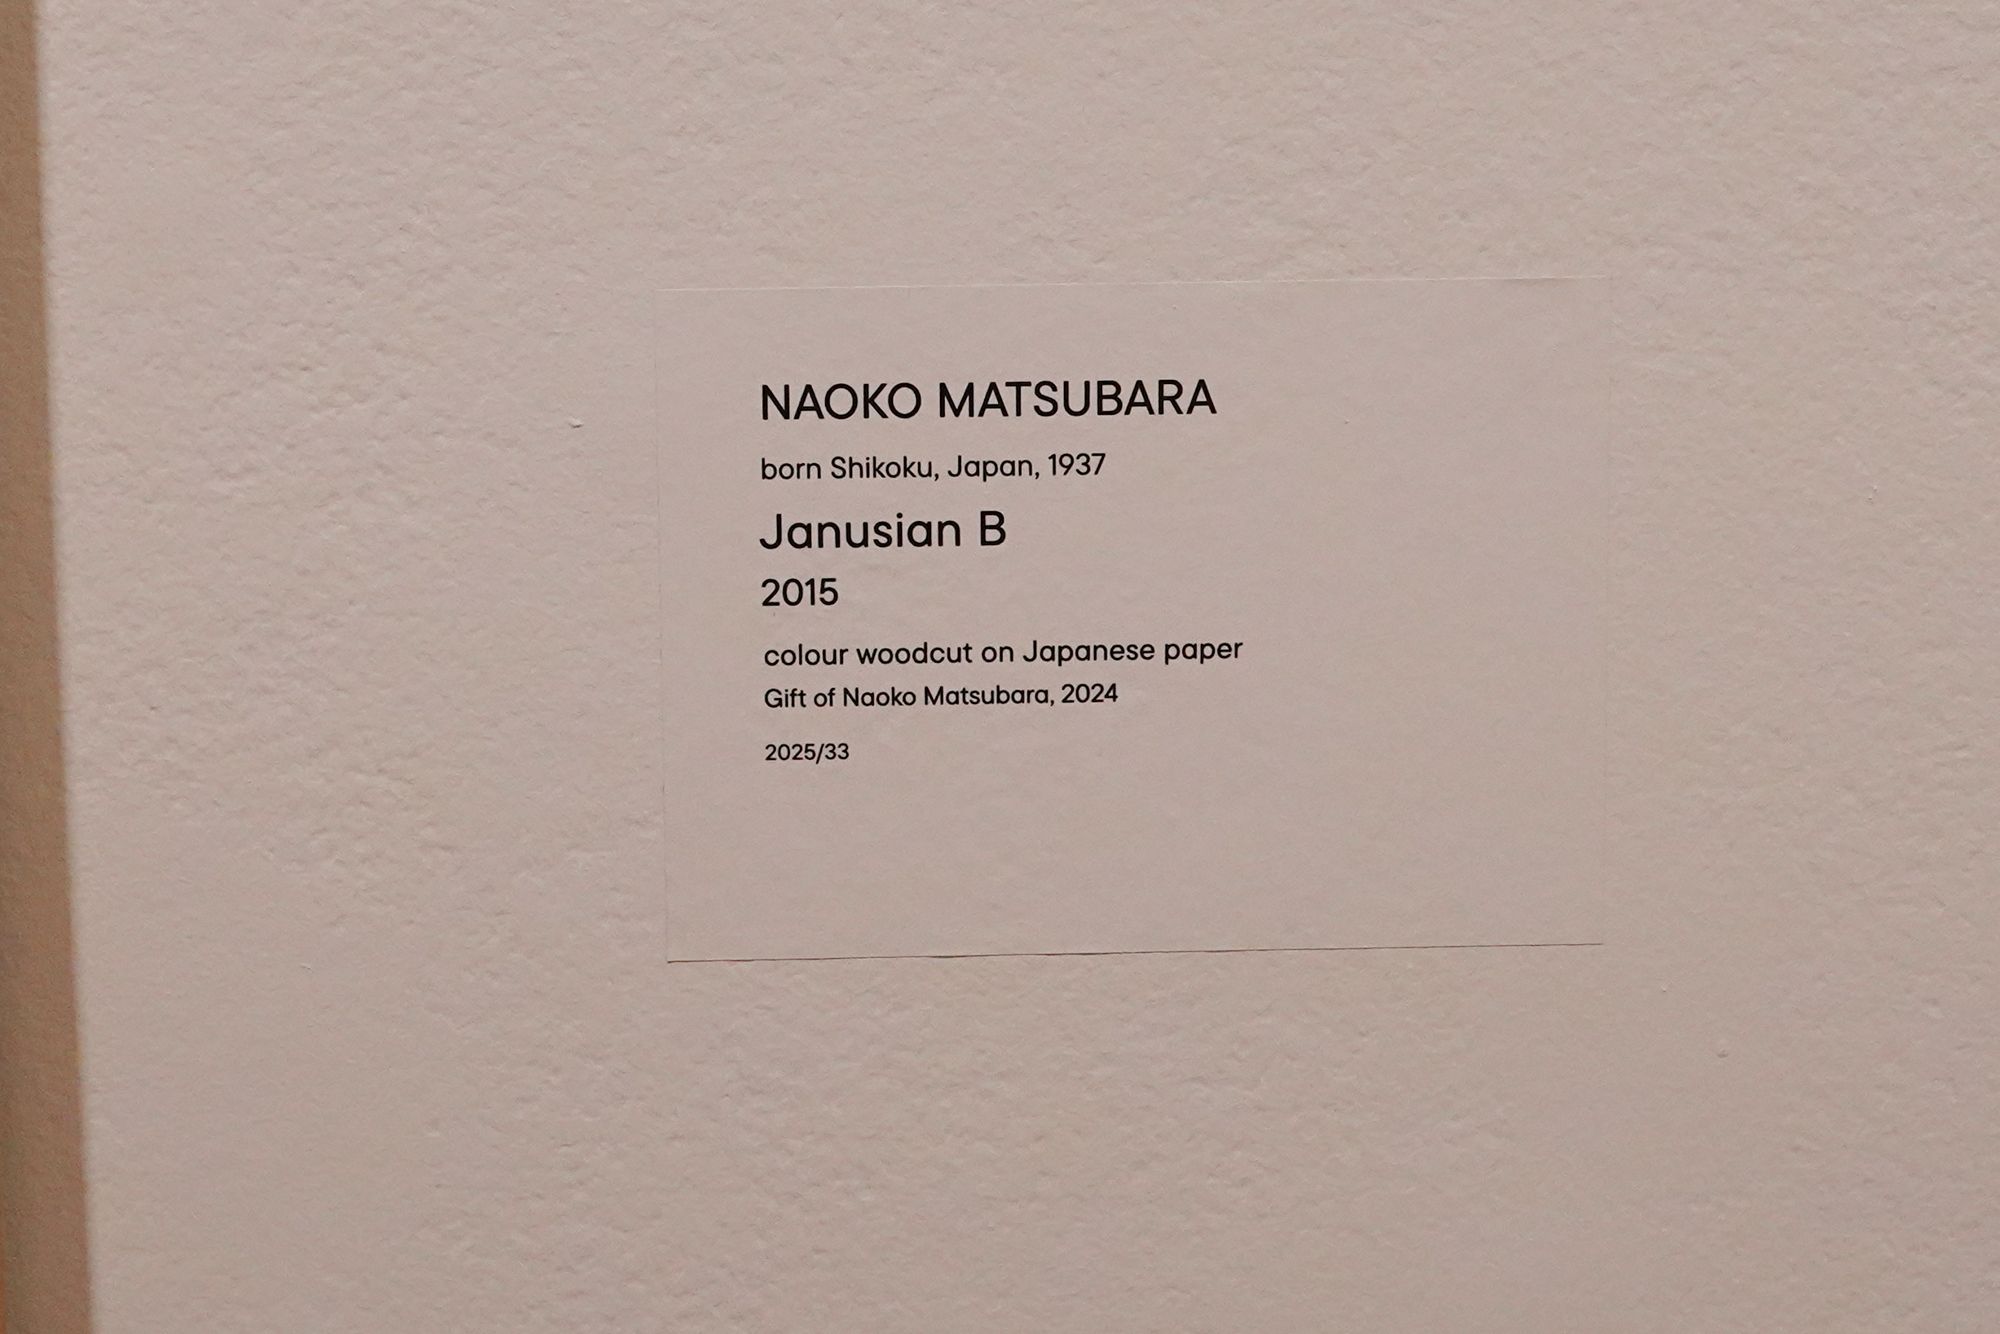 NAOKO MATSUBARA
born Shikoku, Japan, 1937
Janusian B
2015
colour woodcut on Japanese paper
Gift of Naoko Matsubara, 2024
2025/33